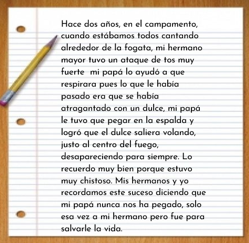 Hace dos años, en el campamento,
cuando estábamos todos cantando
alrededor de la fogata, mi hermano
mayor tuvo un ataque de tos muy
fuerte mi papá lo ayudó a que
respirara pues lo que le había
pasado era que se había
atragantado con un dulce, mi papá
le tuvo que pegar en la espalda y
logró que el dulce saliera volando,
justo al centro del fuego,
desapareciendo para siempre. Lo
recuerdo muy bien porque estuvo
muy chistoso. Mis hermanos y yo
recordamos este suceso diciendo que
mi papá nunca nos ha pegado, solo
esa vez a mi hermano pero fue para
salvarle la vida.